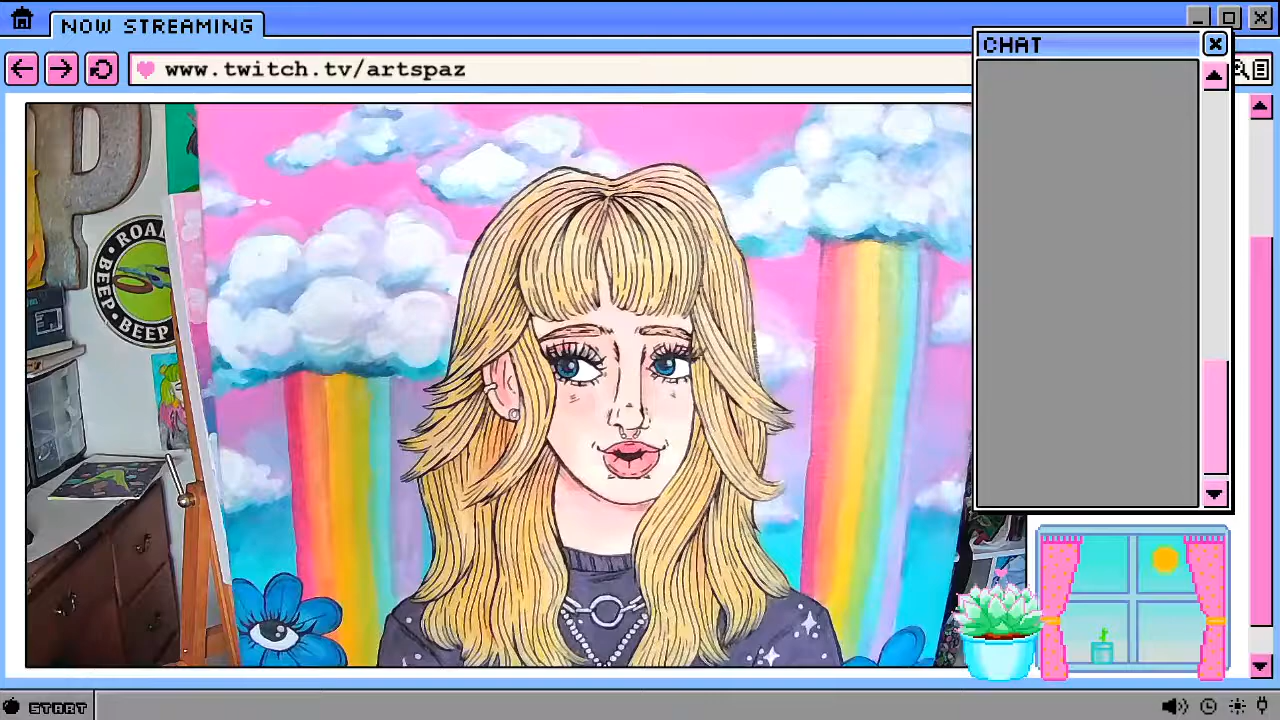 NOW STREAMING
www.twitch.tv/artspaz
CHAT
P
ROAD
BEEP
BEEP
START